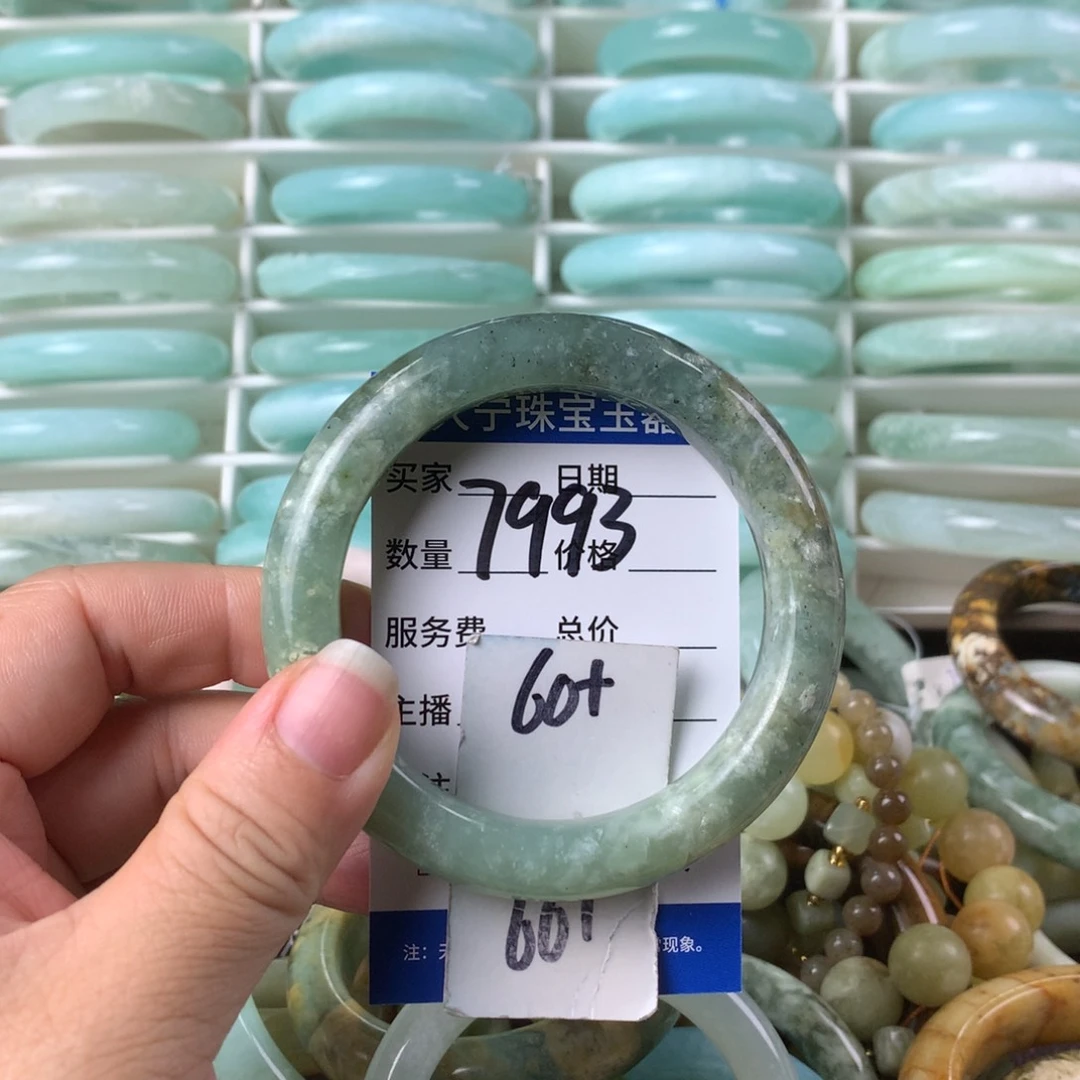 宁珠宝玉器
买家 日期
7993
数量 价格
服务费 总价
60+
主播
注：
现象。